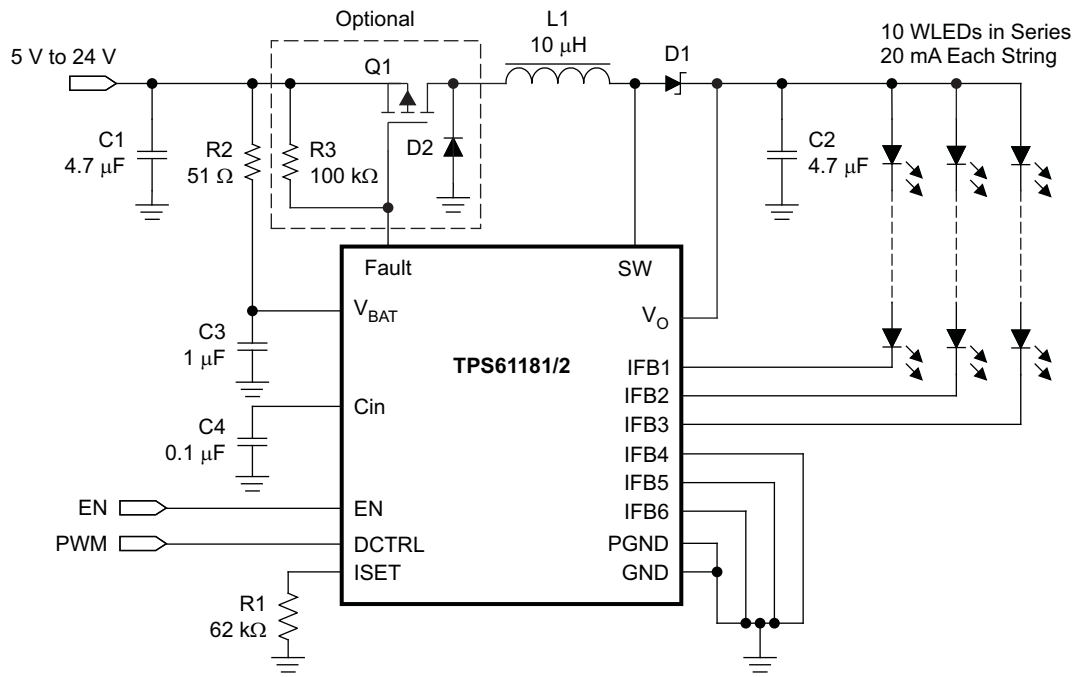 Optional
L1
10 μH
10 WLEDs in Series
20 mA Each String
5 V to 24 V
Q1
D1
C1
4.7 μF
R2
51 Ω
R3
100 kΩ
D2
C2
4.7 μF
Fault
SW
VBAT
VO
C3
1 μF
TPS61181/2
IFB1
IFB2
IFB3
Cin
C4
0.1 μF
IFB4
IFB5
IFB6
EN
EN
PWM
DCTRL
PGND
ISET
GND
R1
62 kΩ